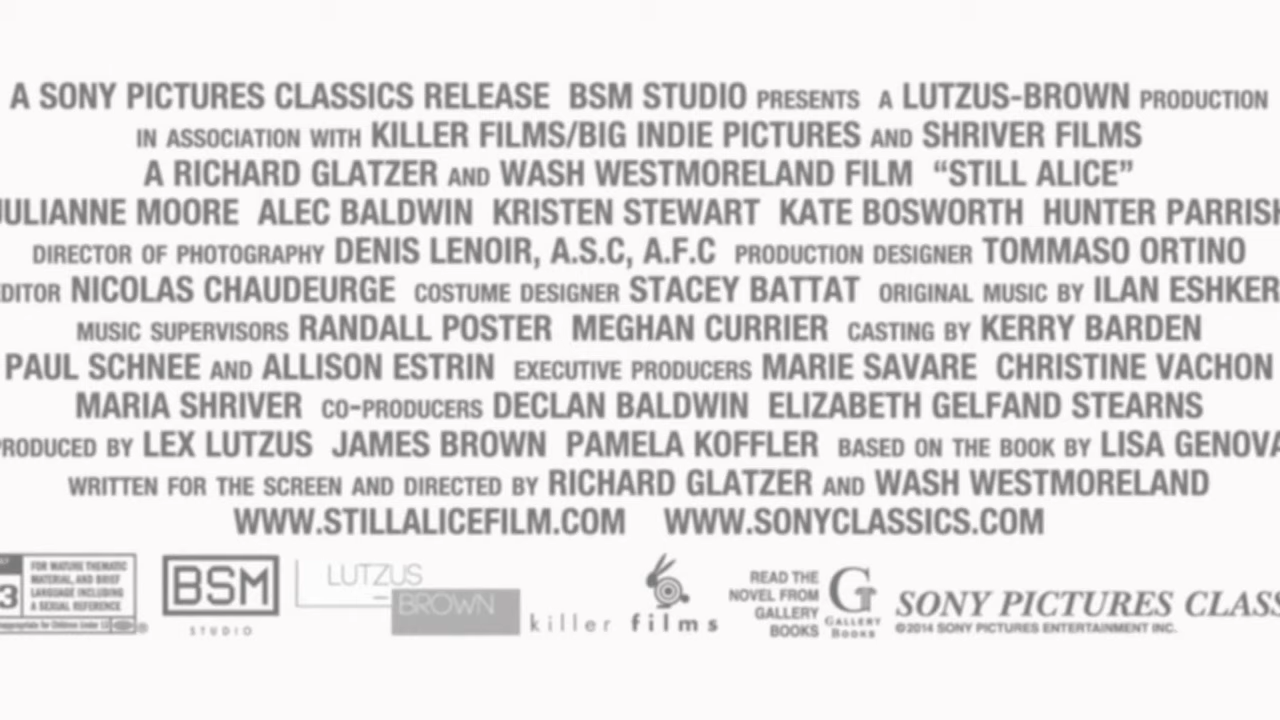 A SONY PICTURES CLASSICS RELEASE BSM STUDIO PRESENTS A LUTZUS-BROWN PRODUCTION
IN ASSOCIATION WITH KILLER FILMS/BIG INDIE PICTURES AND SHRIVER FILMS
A RICHARD GLATZER AND WASH WESTMORELAND FILM “STILL ALICE”
JULIANNE MOORE ALEC BALDWIN KRISTEN STEWART KATE BOSWORTH HUNTER PARRISH
DIRECTOR OF PHOTOGRAPHY DENIS LENOIR, A.S.C, A.F.C PRODUCTION DESIGNER TOMMASO ORTINO
EDITOR NICOLAS CHAUDEURGE COSTUME DESIGNER STACEY BATTAT ORIGINAL MUSIC BY ILAN ESHKER
MUSIC SUPERVISORS RANDALL POSTER MEGHAN CURRIER CASTING BY KERRY BARDEN
PAUL SCHNEE AND ALLISON ESTRIN EXECUTIVE PRODUCERS MARIE SAVARE CHRISTINE VACHON
MARIA SHRIVER CO-PRODUCERS DECLAN BALDWIN ELIZABETH GELFAND STEARNS
PRODUCED BY LEX LUTZUS JAMES BROWN PAMELA KOFFLER BASED ON THE BOOK BY LISA GENOVA
WRITTEN FOR THE SCREEN AND DIRECTED BY RICHARD GLATZER AND WASH WESTMORELAND
WWW.STILLALICEFILM.COM WWW.SONYCLASSICS.COM
3
FOR MATURE THEMATIC
MATERIAL, AND BRIEF
LANGUAGE INCLUDING
A SEXUAL REFERENCE
Inappropriate for Children Under 13
BSM
STUDIO
LUTZUS
BROWN
killer films
READ THE
NOVEL FROM
GALLERY
BOOKS
G
GALLERY
BOOKS
SONY PICTURES CLASS
©2014 SONY PICTURES ENTERTAINMENT INC.